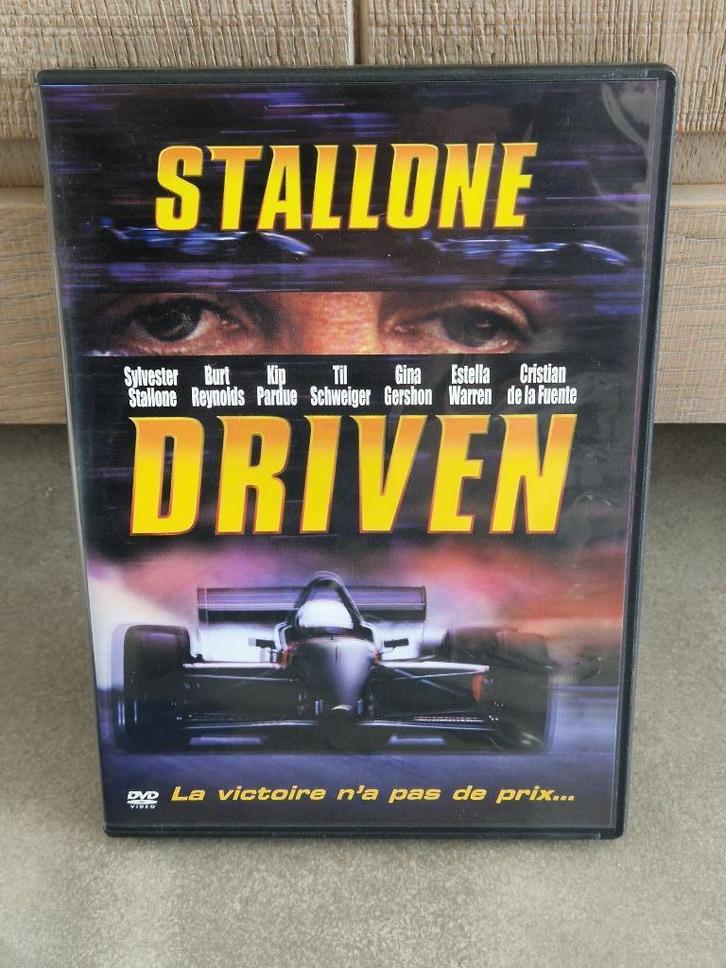 STALLONE
Sylvester Stallone Burt Reynolds Kip Pardue Til Schweiger Gina Gershon Estella Warren Cristian de la Fuente
DRIVEN
DVD VIDEO La victoire n'a pas de prix...